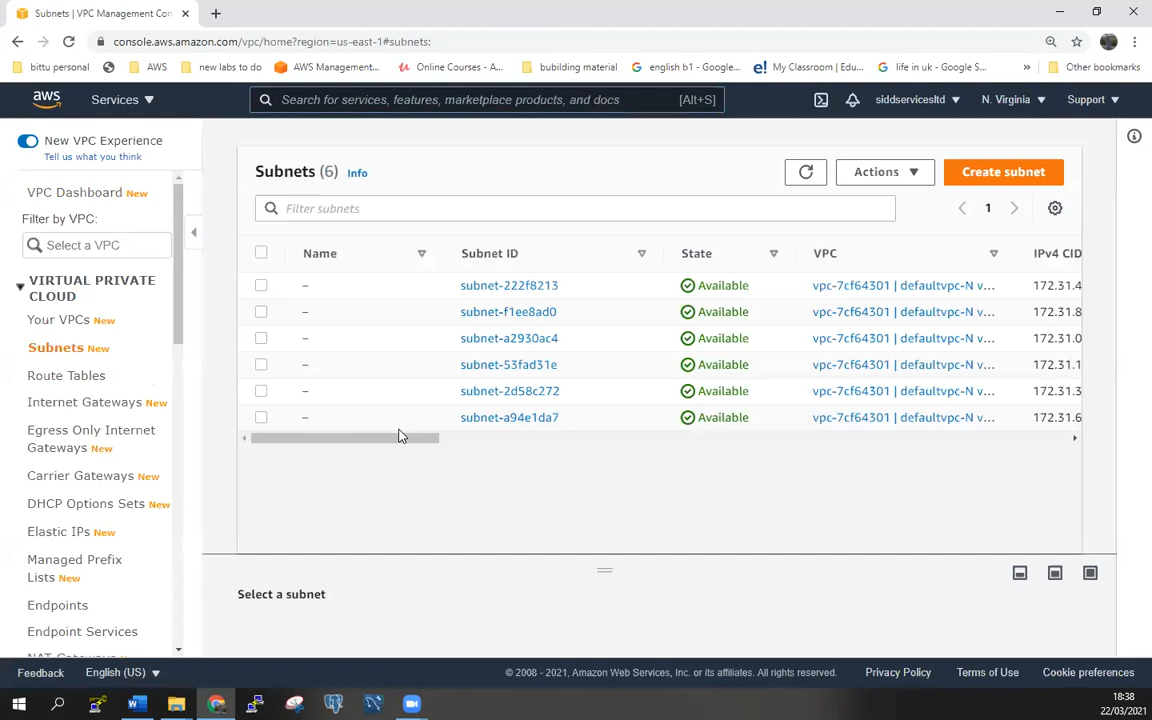 Subnets | VPC Management Con
console.aws.amazon.com/vpc/home?region=us-east-1#subnets:
bittu personal
AWS
new labs to do
AWS Management...
Online Courses - A...
bubuilding material
english b1 - Google...
My Classroom | Edu...
life in uk - Google S...
»
Other bookmarks
aws
Services
Search for services, features, marketplace products, and docs
[Alt+S]
siddservicesltd
N. Virginia
Support
New VPC Experience
Tell us what you think
VPC Dashboard New
Filter by VPC:
Select a VPC
VIRTUAL PRIVATE
CLOUD
Your VPCs New
Subnets New
Route Tables
Internet Gateways New
Egress Only Internet
Gateways New
Carrier Gateways New
DHCP Options Sets New
Elastic IPs New
Managed Prefix
Lists New
Endpoints
Endpoint Services
Subnets (6) Info
Actions
Create subnet
Filter subnets
1
Name Subnet ID State VPC IPv4 CID
– subnet-222f8213 Available vpc-7cf64301 | defaultvpc-N v... 172.31.4
– subnet-f1ee8ad0 Available vpc-7cf64301 | defaultvpc-N v... 172.31.8
– subnet-a2930ac4 Available vpc-7cf64301 | defaultvpc-N v... 172.31.0
– subnet-53fad31e Available vpc-7cf64301 | defaultvpc-N v... 172.31.1
– subnet-2d58c272 Available vpc-7cf64301 | defaultvpc-N v... 172.31.3
– subnet-a94e1da7 Available vpc-7cf64301 | defaultvpc-N v... 172.31.6
Select a subnet
Feedback
English (US)
© 2008 - 2021, Amazon Web Services, Inc. or its affiliates. All rights reserved.
Privacy Policy
Terms of Use
Cookie preferences
18:38
22/03/2021